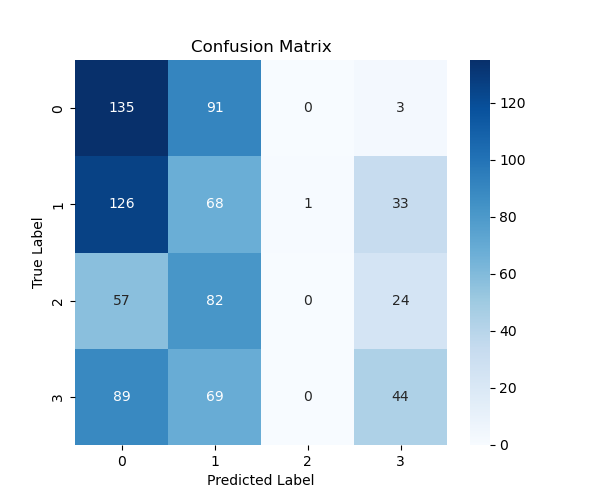 Confusion Matrix
True Label
0 135 91 0 3
1 126 68 1 33
2 57 82 0 24
3 89 69 0 44
0 1 2 3
Predicted Label
120
100
80
60
40
20
0